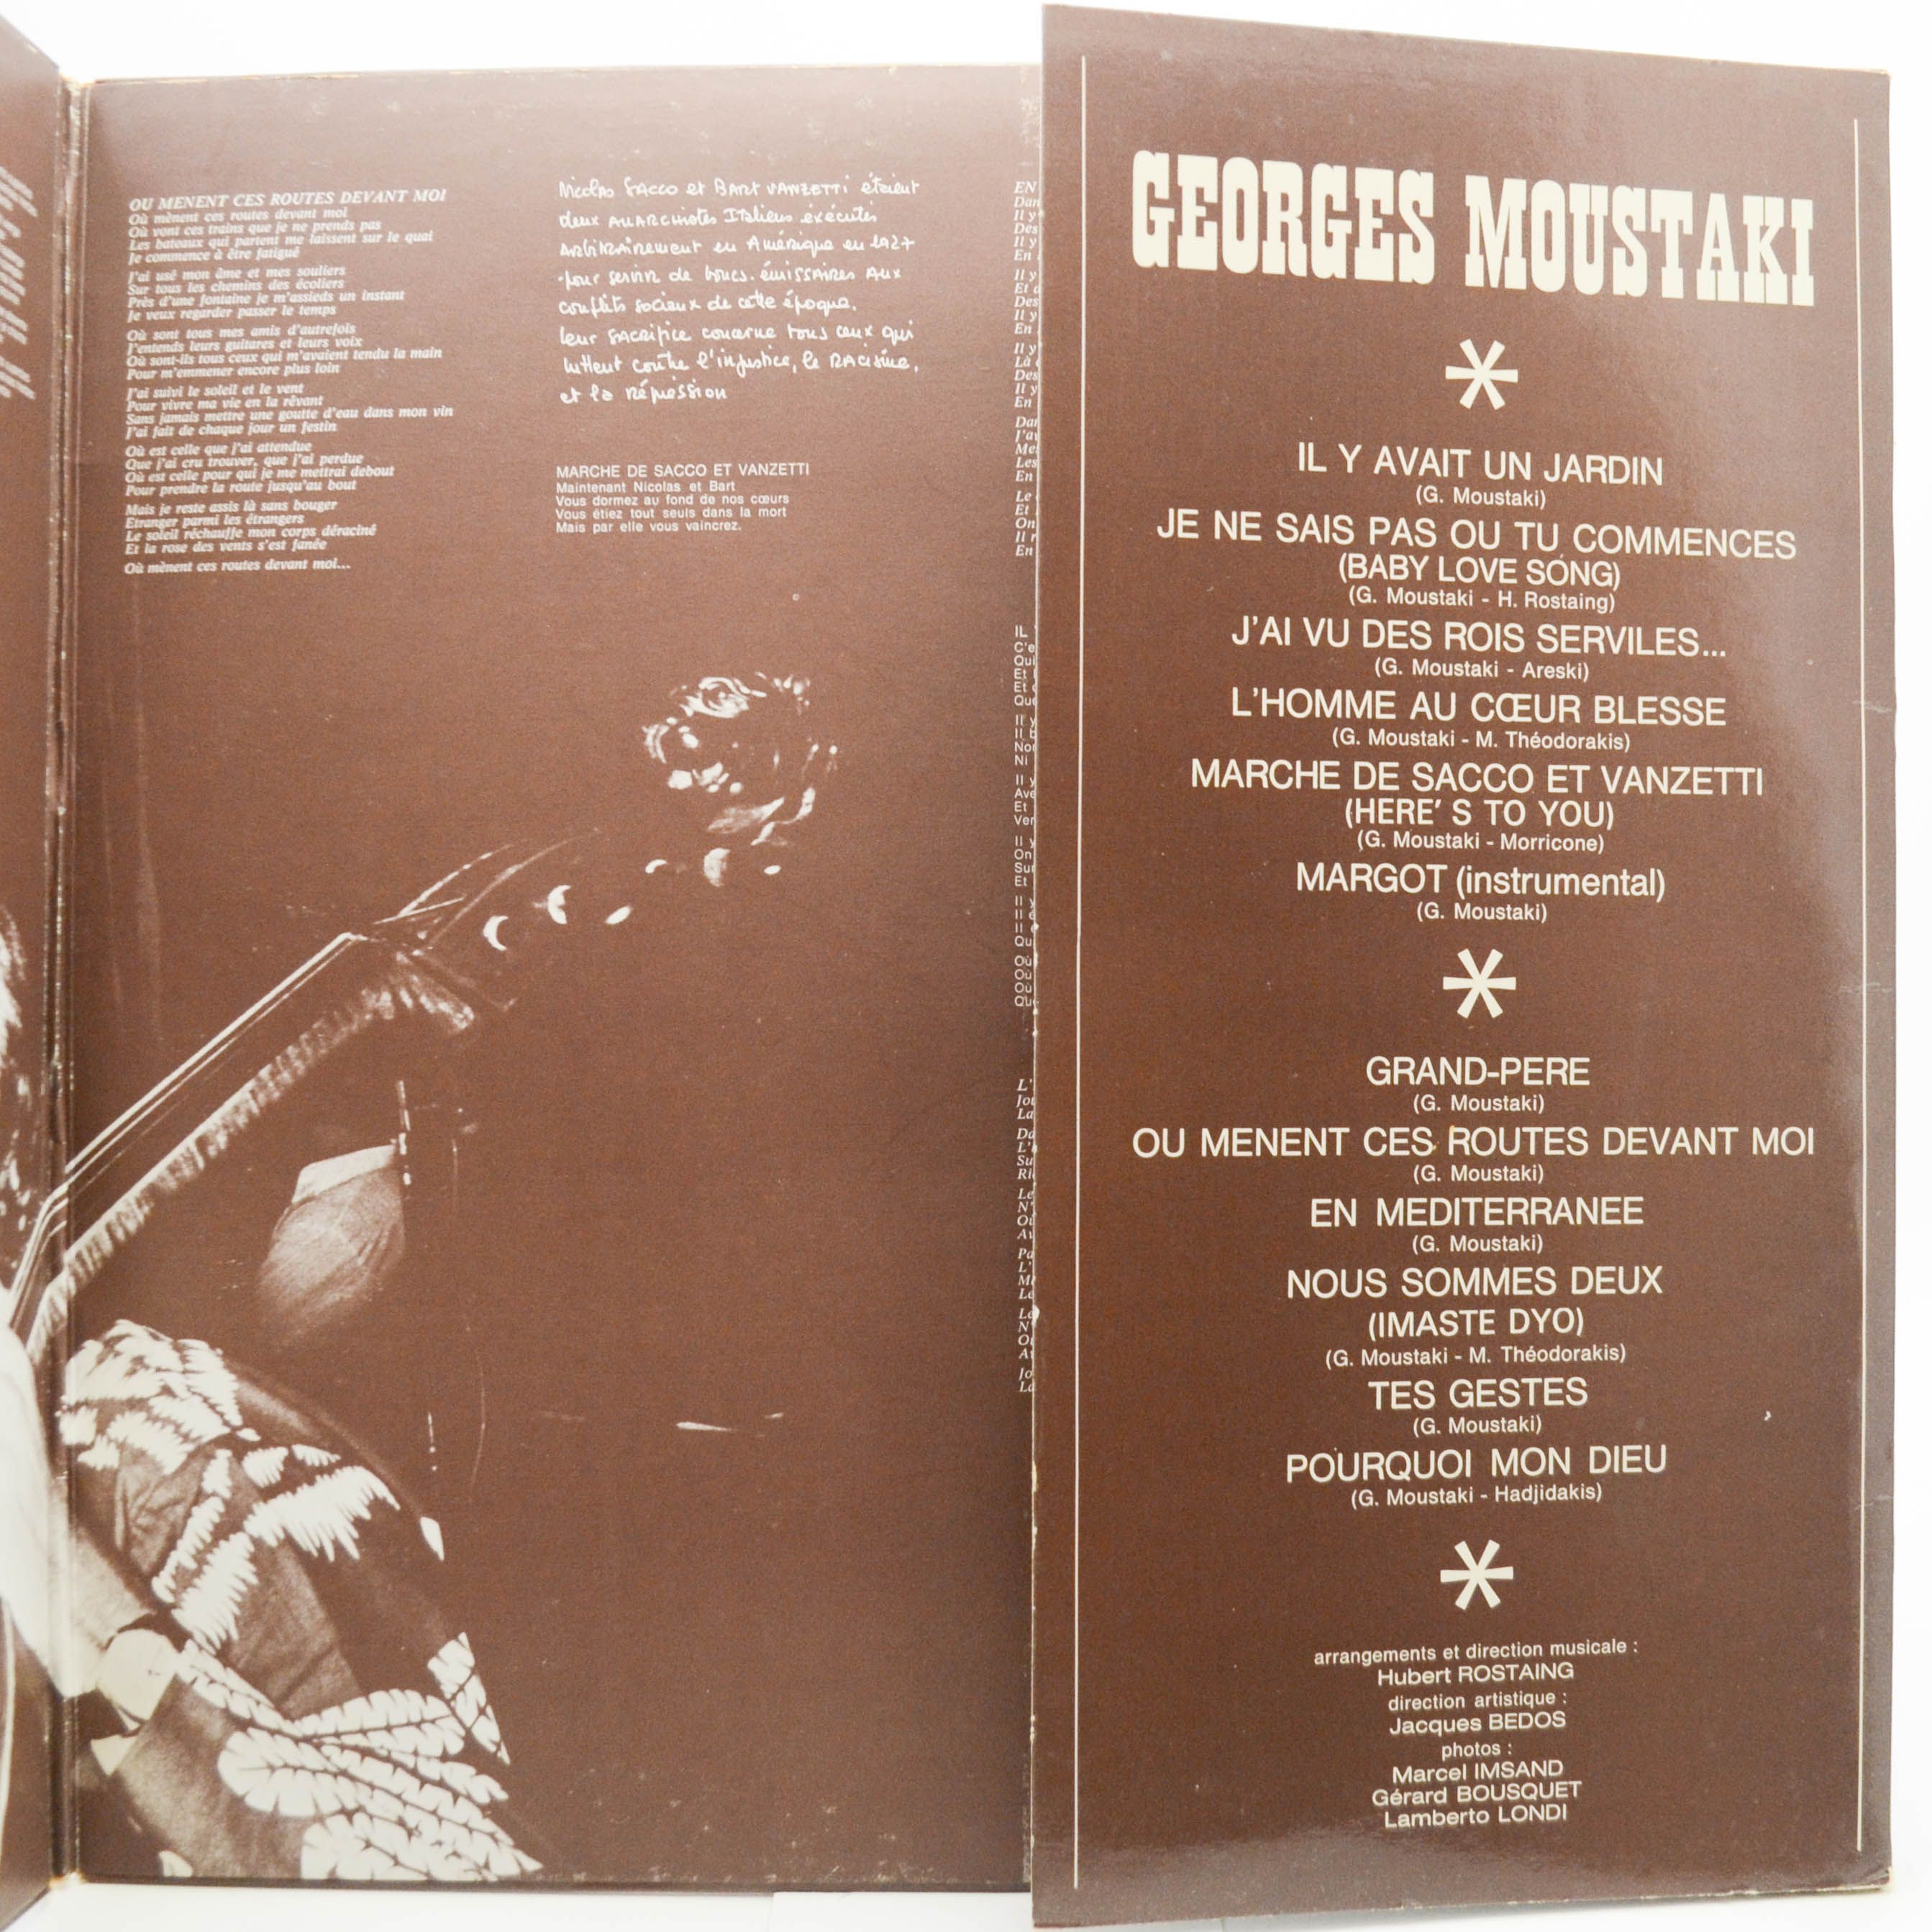 OU MENENT CES ROUTES DEVANT MOI
Où mènent ces routes devant moi
Où vont ces trains que je ne prends pas
Les bateaux qui partent me laissent sur le quai
Je commence à être fatigué
J'ai usé mon âme et mes souliers
Sur tous les chemins des écoliers
Près d'une fontaine je m'assieds un instant
Je veux regarder passer le temps
Où sont tous mes amis d'autrefois
J'entends leurs guitares et leurs voix
Où sont-ils tous ceux qui m'avaient tendu la main
Pour m'emmener encore plus loin
J'ai suivi le soleil et le vent
Pour vivre ma vie en la rêvant
Sans jamais mettre une goutte d'eau dans mon vin
J'ai fait de chaque jour un festin
Où est celle que j'ai attendue
Que j'ai cru trouver, que j'ai perdue
Où est celle pour qui je me mettrai debout
Pour prendre la route jusqu'au bout
Mais je reste assis là sans bouger
Etranger parmi les étrangers
Le soleil réchauffe mon corps déraciné
Et la rose des vents s'est fanée
Où mènent ces routes devant moi...
Nicolas SACCO et BART VANZETTI étaient
deux ANARCHistes Italiens éxécutés
ARbitRAiRement en Amérique en 1927
pour servir de boucs-émissAiRes Aux
conflits sociaux de cette époque.
leur SACRifice concerne tous ceux qui
luttent contre l'injustice, le RAcisme,
et la Répression
MARCHE DE SACCO ET VANZETTI
Maintenant Nicolas et Bart
Vous dormez au fond de nos cœurs
Vous étiez tout seuls dans la mort
Mais par elle vous vaincrez.
GEORGES MOUSTAKI
*
IL Y AVAIT UN JARDIN
(G. Moustaki)
JE NE SAIS PAS OU TU COMMENCES
(BABY LOVE SONG)
(G. Moustaki - H. Rostaing)
J'AI VU DES ROIS SERVILES...
(G. Moustaki - Areski)
L'HOMME AU CŒUR BLESSE
(G. Moustaki - M. Théodorakis)
MARCHE DE SACCO ET VANZETTI
(HERE' S TO YOU)
(G. Moustaki - Morricone)
MARGOT (instrumental)
(G. Moustaki)
*
GRAND-PERE
(G. Moustaki)
OU MENENT CES ROUTES DEVANT MOI
(G. Moustaki)
EN MEDITERRANEE
(G. Moustaki)
NOUS SOMMES DEUX
(IMASTE DYO)
(G. Moustaki - M. Théodorakis)
TES GESTES
(G. Moustaki)
POURQUOI MON DIEU
(G. Moustaki - Hadjidakis)
*
arrangements et direction musicale :
Hubert ROSTAING
direction artistique :
Jacques BEDOS
photos :
Marcel IMSAND
Gérard BOUSQUET
Lamberto LONDI